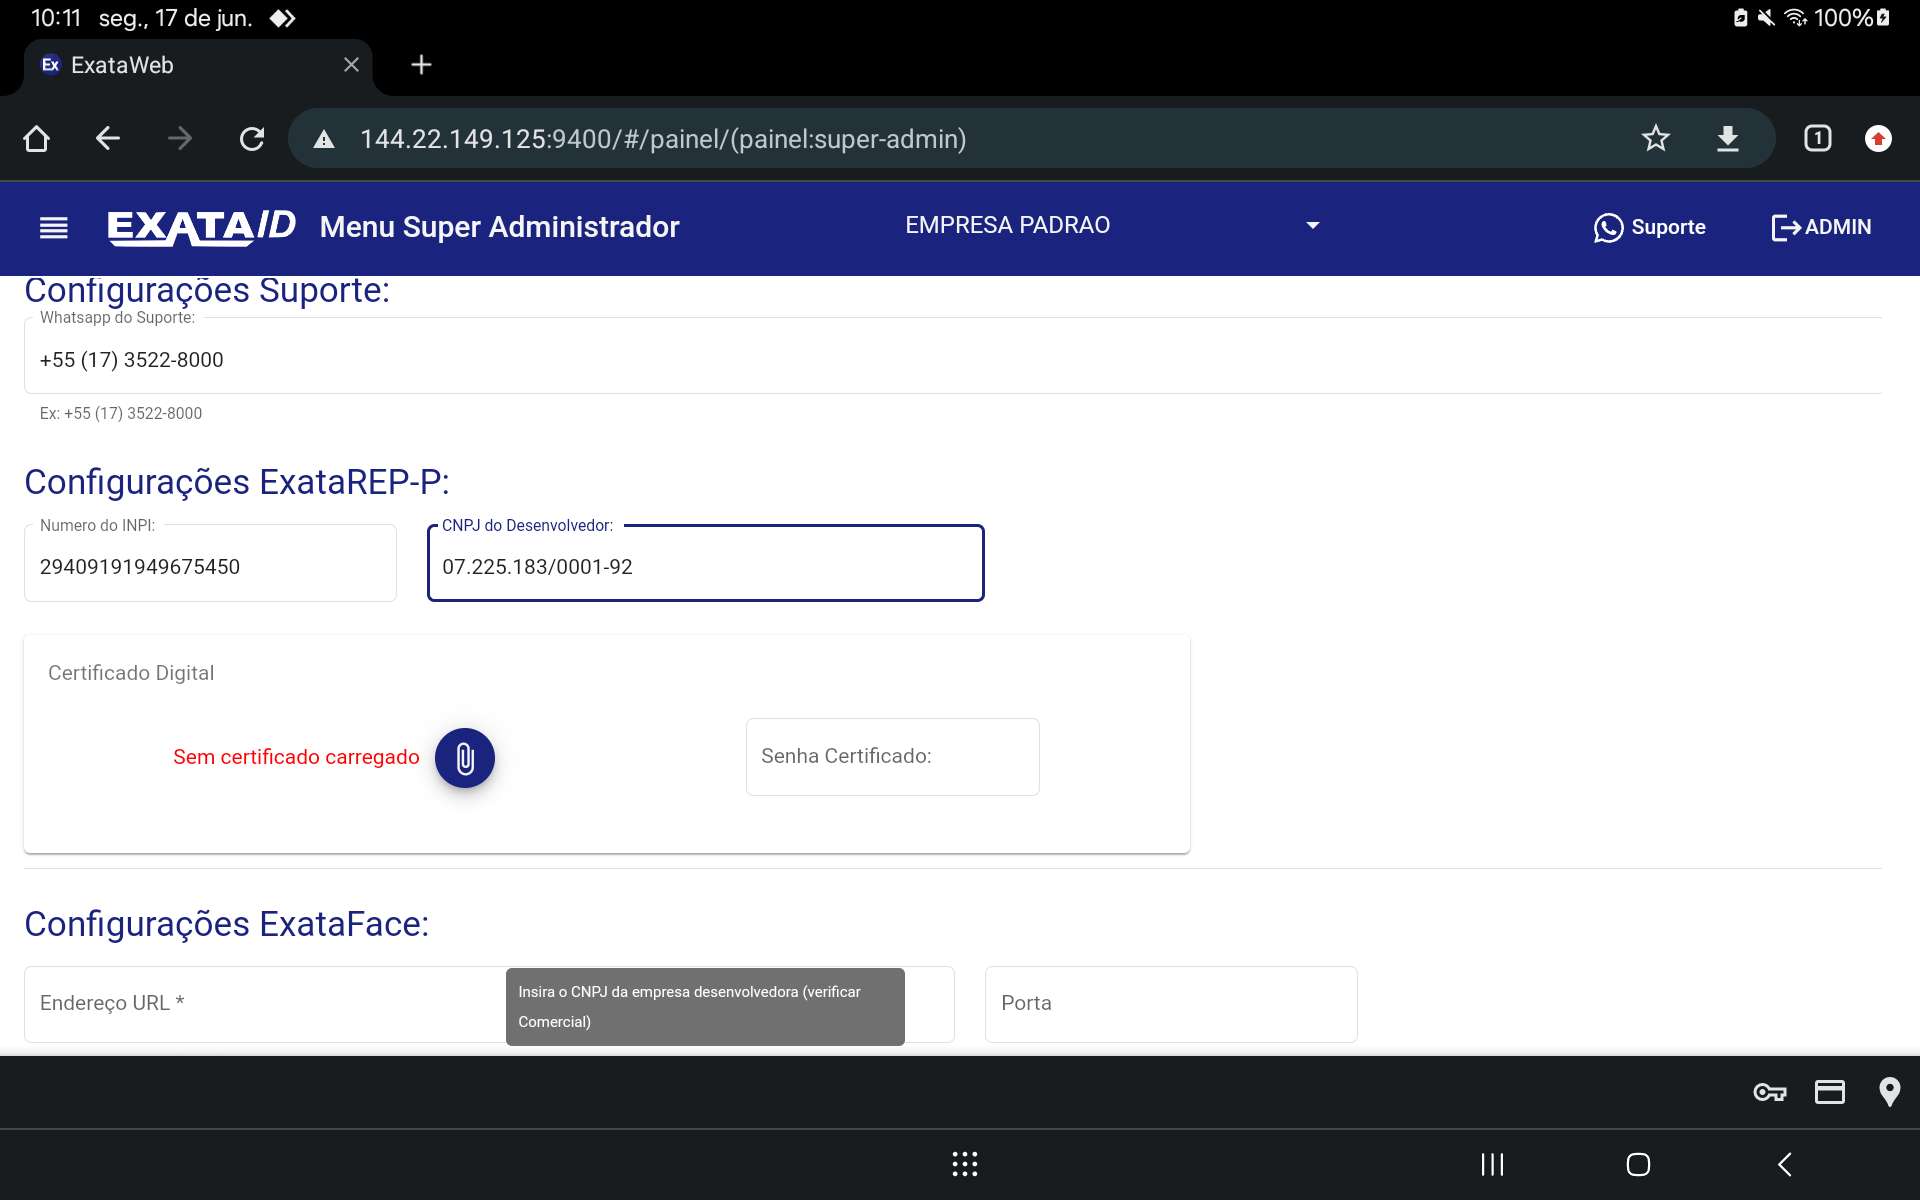 10:11 seg., 17 de jun. 100%
Ex ExataWeb
144.22.149.125:9400/#/painel/(painel:super-admin) 1
EXATA ID Menu Super Administrador EMPRESA PADRAO Suporte ADMIN
Configurações Suporte:
Whatsapp do Suporte:
+55 (17) 3522-8000
Ex: +55 (17) 3522-8000
Configurações ExataREP-P:
Numero do INPI: CNPJ do Desenvolvedor:
29409191949675450 07.225.183/0001-92
Certificado Digital
Sem certificado carregado Senha Certificado:
Configurações ExataFace:
Endereço URL * Porta
Insira o CNPJ da empresa desenvolvedora (verificar
Comercial)